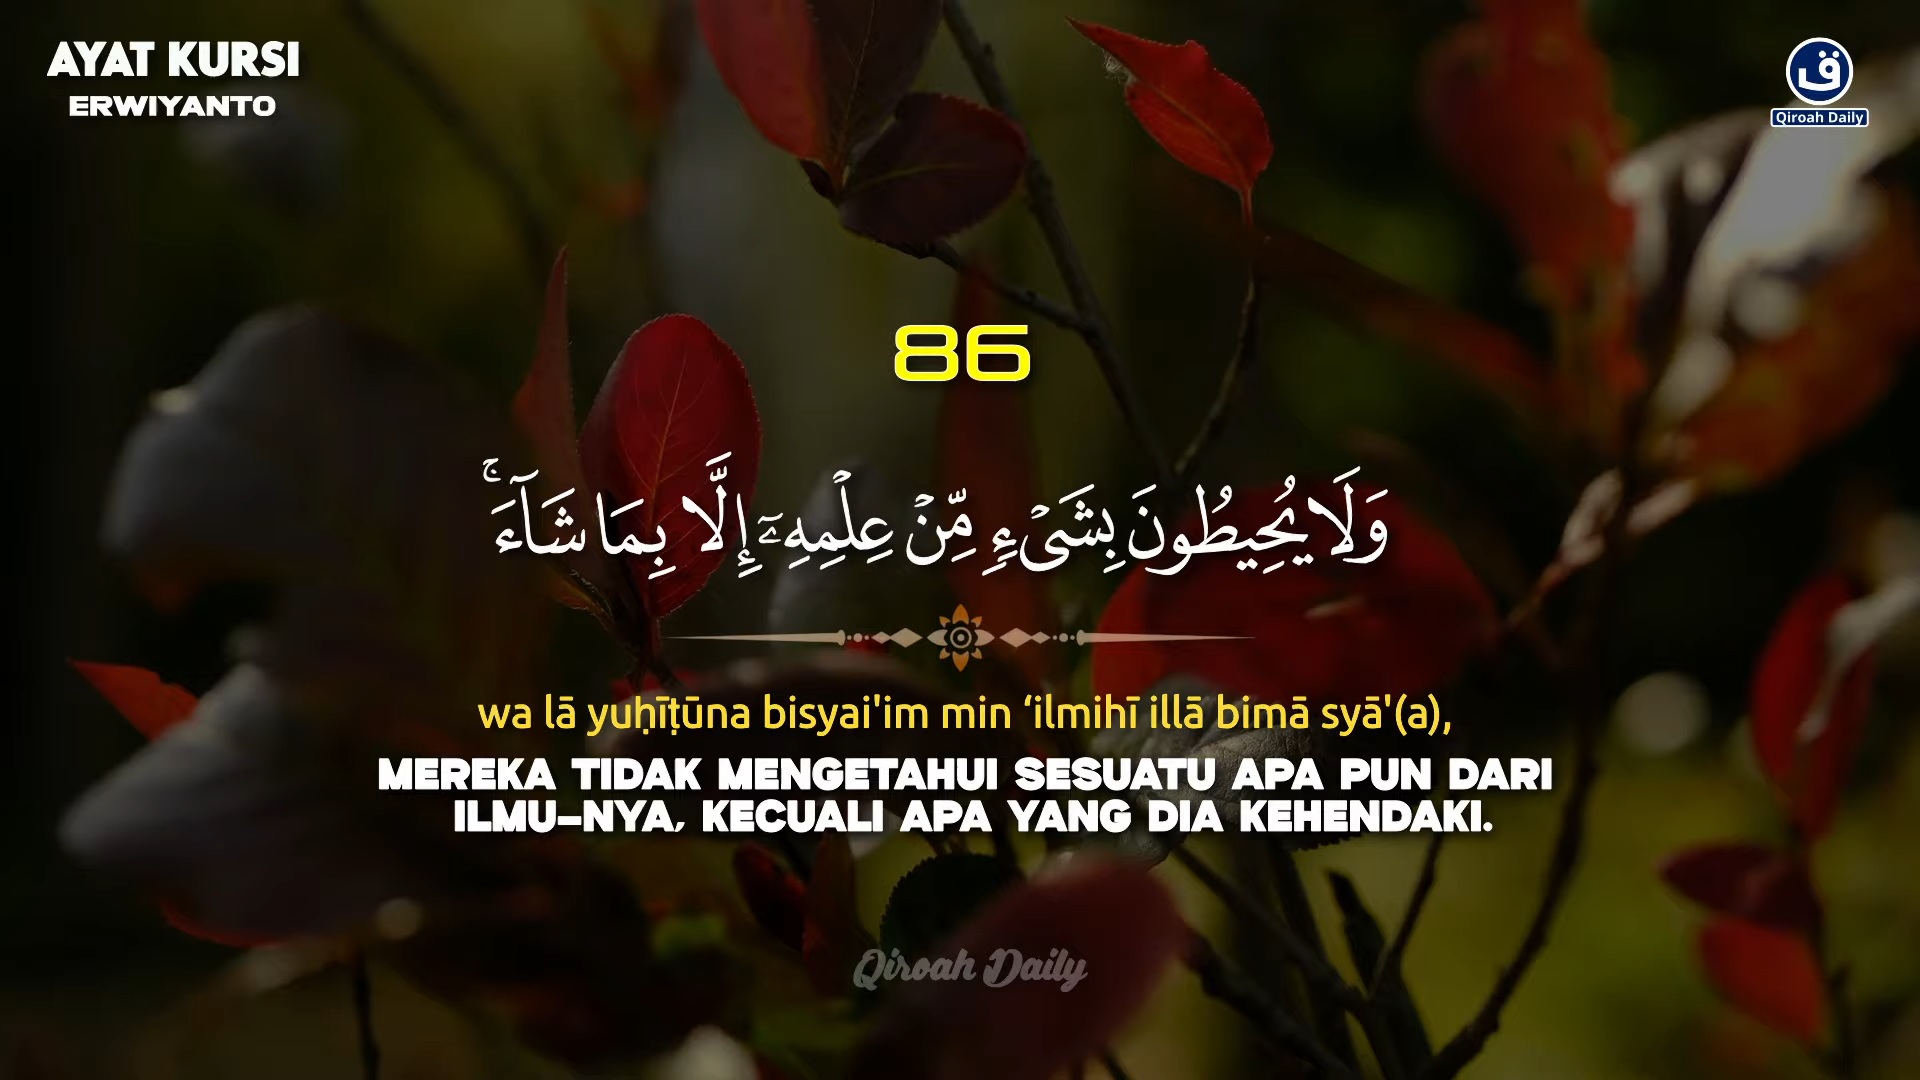 AYAT KURSI
ERWIYANTO
ق
Qiroah Daily
86
وَلَا يُحِيطُونَ بِشَىْءٍ مِّنْ عِلْمِهِۦٓ إِلَّا بِمَا شَآءَ ۚ
wa lā yuḥīṭūna bisyai'im min ‘ilmihī illā bimā syā'(a),
MEREKA TIDAK MENGETAHUI SESUATU APA PUN DARI
ILMU-NYA, KECUALI APA YANG DIA KEHENDAKI.
Qiroah Daily